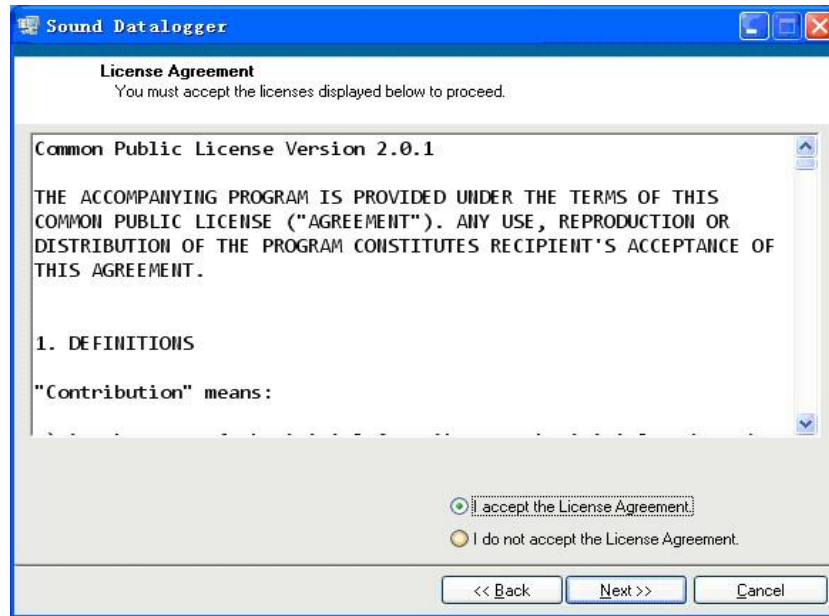 Sound Datalogger
License Agreement
You must accept the licenses displayed below to proceed.
Common Public License Version 2.0.1
THE ACCOMPANYING PROGRAM IS PROVIDED UNDER THE TERMS OF THIS
COMMON PUBLIC LICENSE ("AGREEMENT"). ANY USE, REPRODUCTION OR
DISTRIBUTION OF THE PROGRAM CONSTITUTES RECIPIENT'S ACCEPTANCE OF
THIS AGREEMENT.
1. DEFINITIONS
"Contribution" means:
I accept the License Agreement.
I do not accept the License Agreement.
<< Back Next >> Cancel